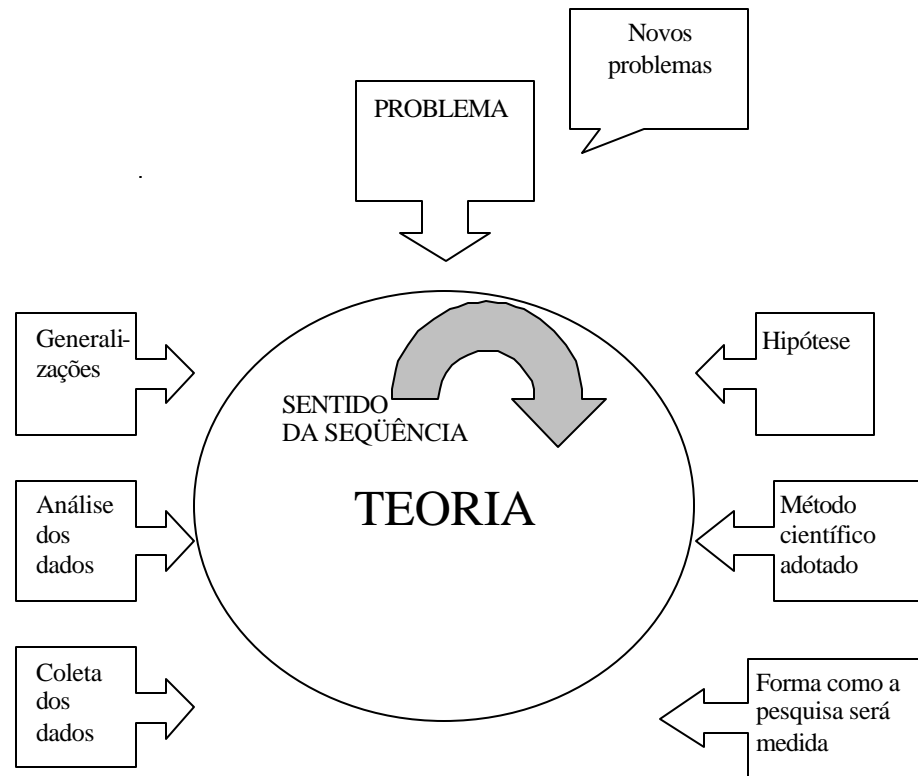 Novos
problemas
PROBLEMA
Generali-
zações
Hipótese
SENTIDO
DA SEQÜÊNCIA
TEORIA
Análise
dos
dados
Método
científico
adotado
Coleta
dos
dados
Forma como a
pesquisa será
medida